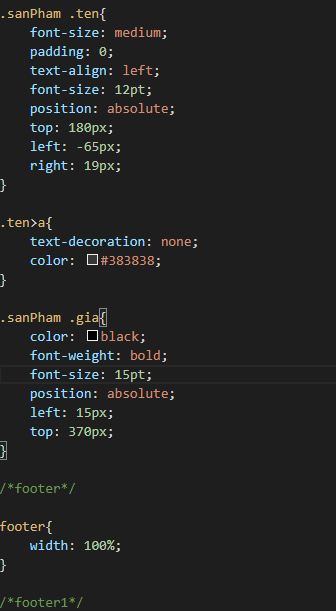 .sanPham .ten{
font-size: medium;
padding: 0;
text-align: left;
font-size: 12pt;
position: absolute;
top: 180px;
left: -65px;
right: 19px;
}
.ten>a{
text-decoration: none;
color: #383838;
}
.sanPham .gia{
color: black;
font-weight: bold;
font-size: 15pt;
position: absolute;
left: 15px;
top: 370px;
}
/*footer*/
footer{
width: 100%;
}
/*footer1*/